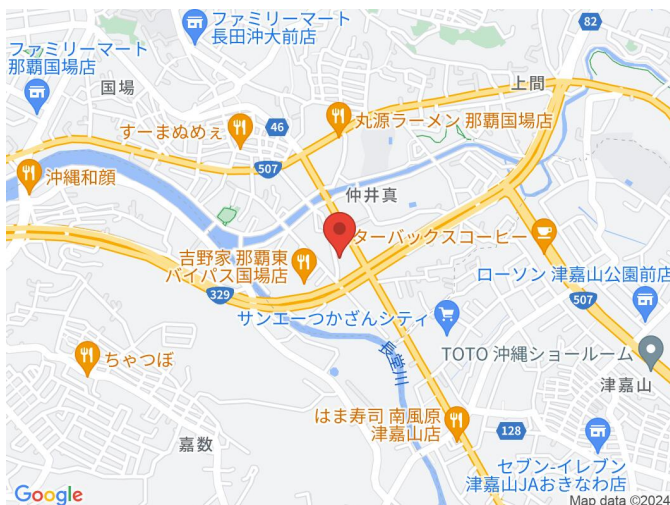 ファミリーマート
長田沖大前店
82
ファミリーマート
那覇国場店
国場
上間
すーまぬめぇ
46
丸源ラーメン 那覇国場店
507
沖縄和顔
仲井真
ターバックスコーヒー
吉野家 那覇東
バイパス国場店
ローソン 津嘉山公園前店
329
507
サンエーつかざんシティ
長堂川
TOTO 沖縄ショールーム
ちゃつぼ
津嘉山
はま寿司 南風原
津嘉山店
128
嘉数
セブン-イレブン
津嘉山JAおきなわ店
Google
Map data ©2024